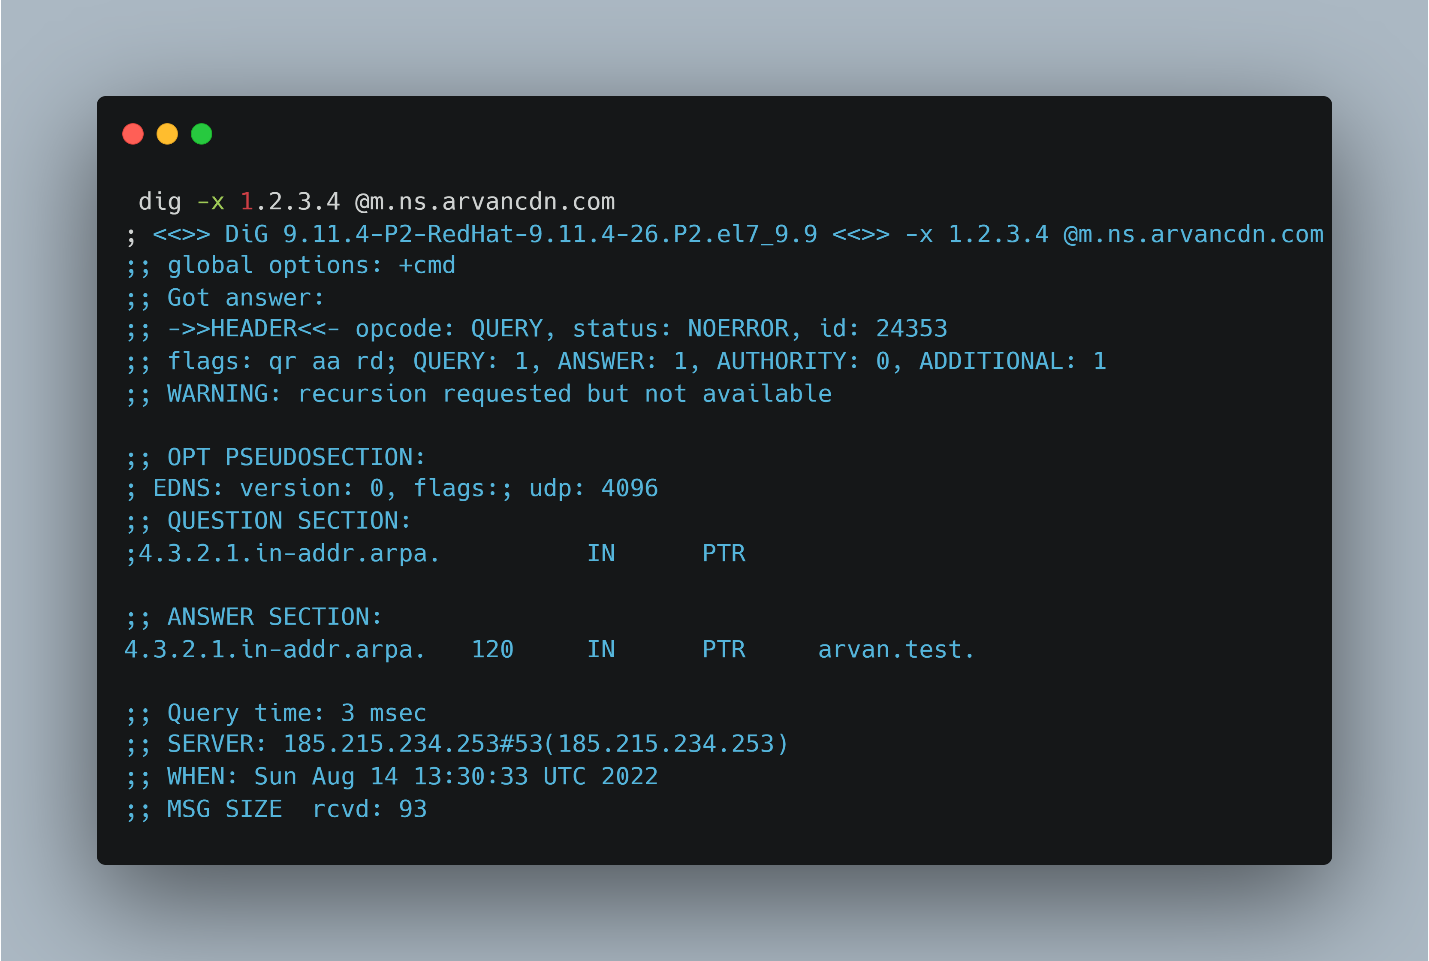 dig -x 1.2.3.4 @m.ns.arvancdn.com
; <<>> DiG 9.11.4-P2-RedHat-9.11.4-26.P2.el7_9.9 <<>> -x 1.2.3.4 @m.ns.arvancdn.com
;; global options: +cmd
;; Got answer:
;; ->>HEADER<<- opcode: QUERY, status: NOERROR, id: 24353
;; flags: qr aa rd; QUERY: 1, ANSWER: 1, AUTHORITY: 0, ADDITIONAL: 1
;; WARNING: recursion requested but not available

;; OPT PSEUDOSECTION:
; EDNS: version: 0, flags:; udp: 4096
;; QUESTION SECTION:
;4.3.2.1.in-addr.arpa.          IN      PTR

;; ANSWER SECTION:
4.3.2.1.in-addr.arpa.   120     IN      PTR     arvan.test.

;; Query time: 3 msec
;; SERVER: 185.215.234.253#53(185.215.234.253)
;; WHEN: Sun Aug 14 13:30:33 UTC 2022
;; MSG SIZE  rcvd: 93